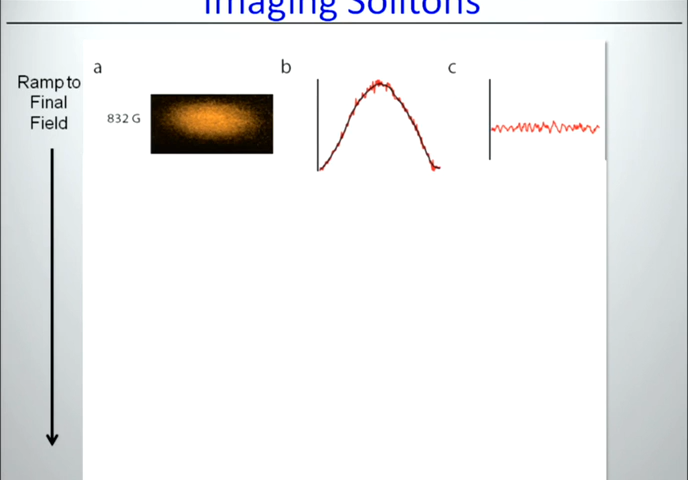 Imaging Solitons
a
b
c
Ramp to
Final
Field
832 G